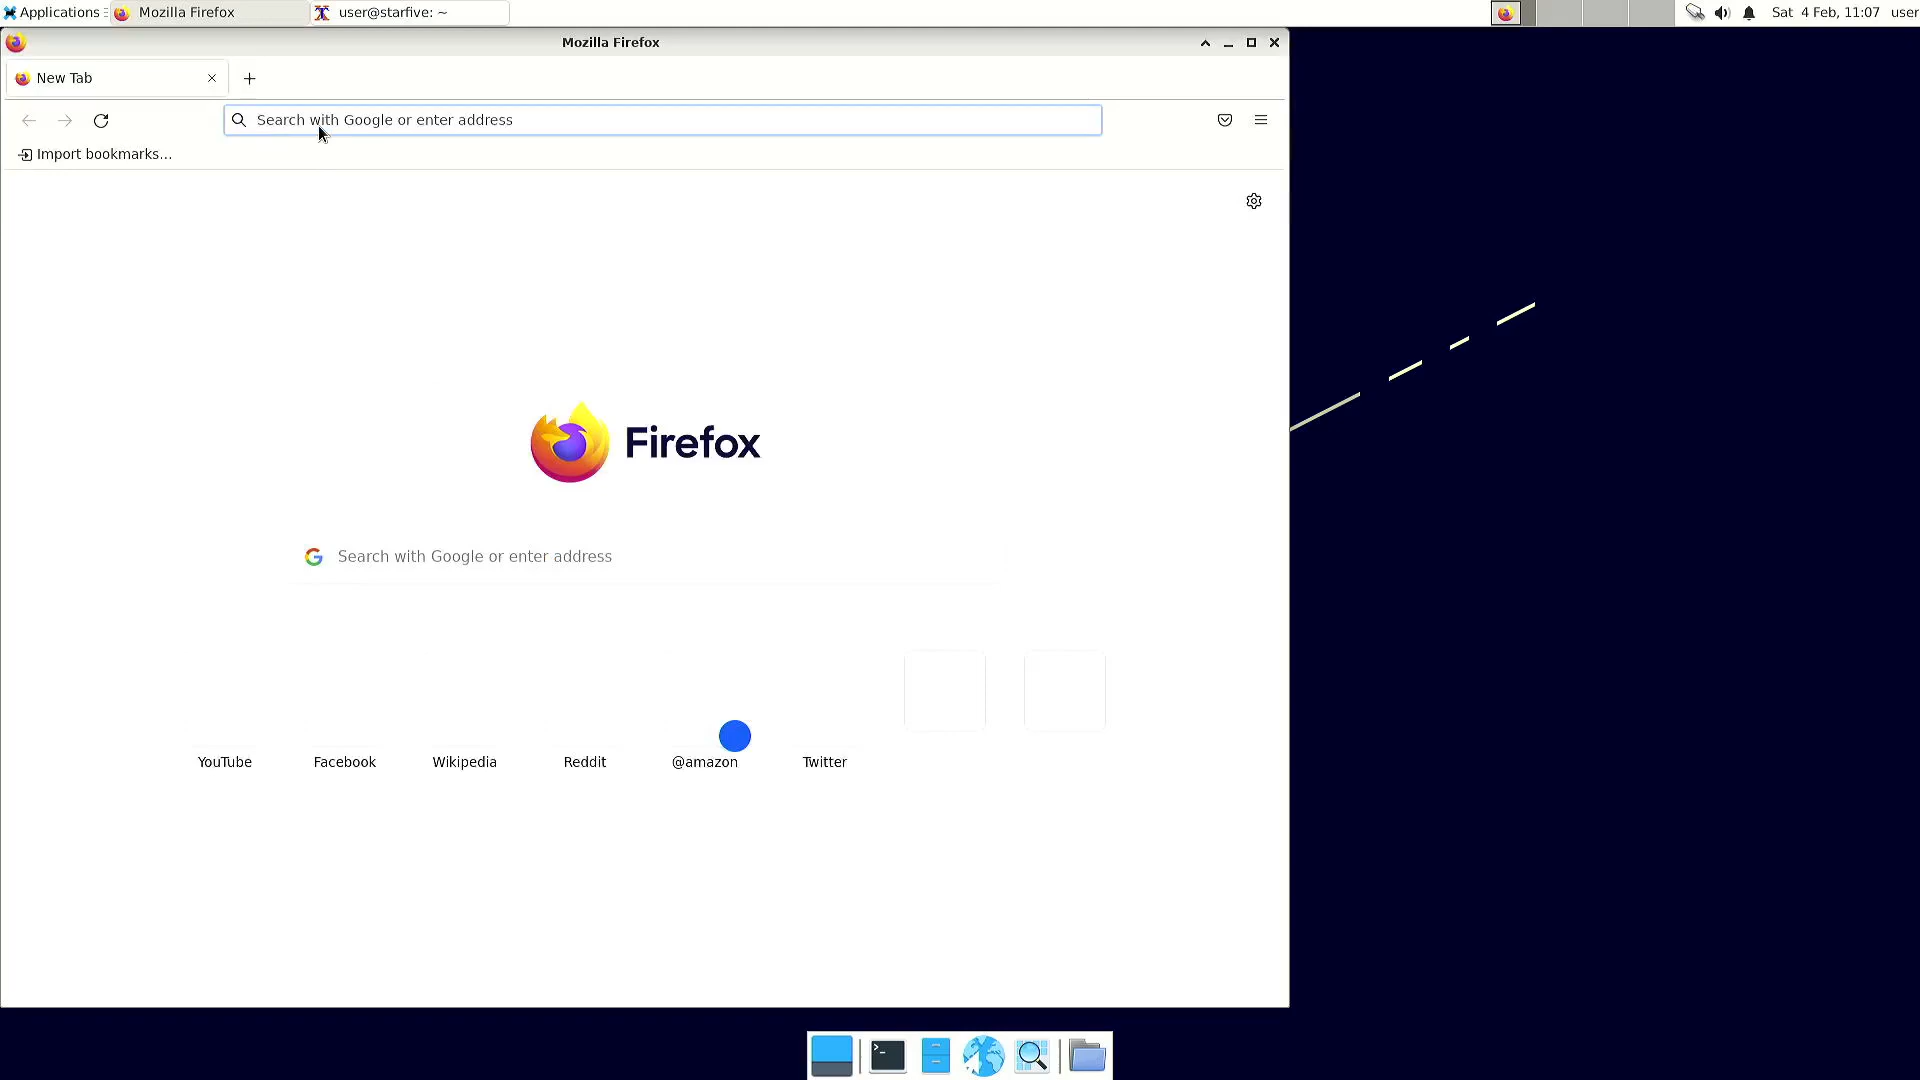 Applications
Mozilla Firefox
user@starfive: ~
Sat 4 Feb, 11:07
user
Mozilla Firefox
New Tab
Search with Google or enter address
Import bookmarks...
Firefox
Search with Google or enter address
YouTube
Facebook
Wikipedia
Reddit
@amazon
Twitter